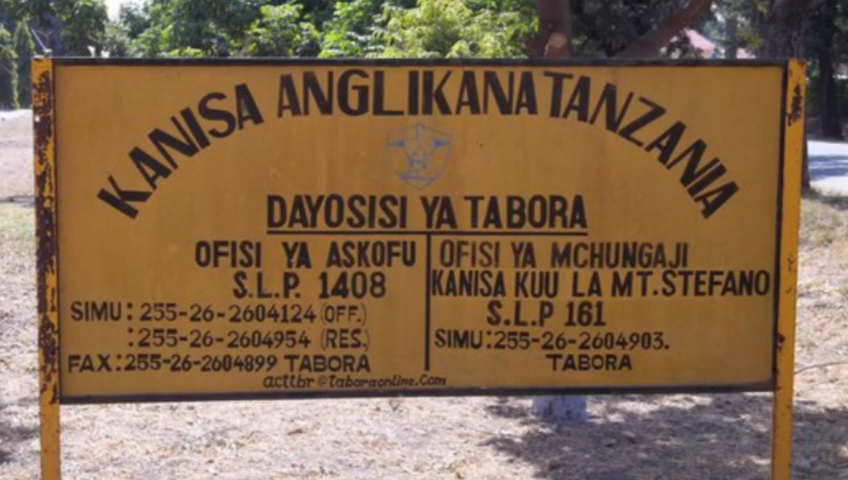 KANISA ANGLIKANA TANZANIA
DAYOSISI YA TABORA
OFISI YA ASKOFU
S.L.P. 1408
SIMU: 255-26-2604124 (OFF.)
:255-26-2604954 (RES.)
FAX:255-26-2604899 TABORA
OFISI YA MCHUNGAJI
KANISA KUU LA MT. STEFANO
S.L.P 161
SIMU:255-26-2604903.
TABORA
acttbr@taboraonline.Com